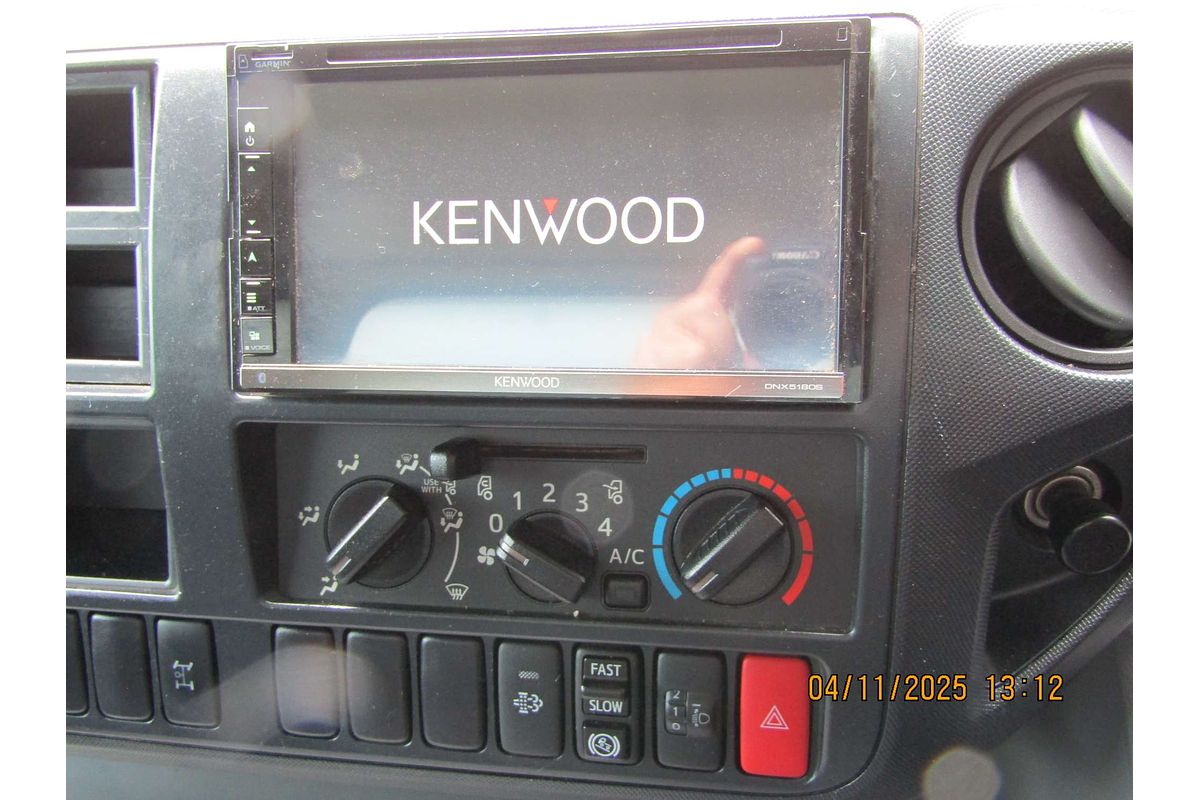 GARMIN
KENWOOD
ATT
VOICE
KENWOOD
DNX5180S
USE
WITH
0
1
2
3
4
A/C
FAST
SLOW
2
1
0
04/11/2025 13:12